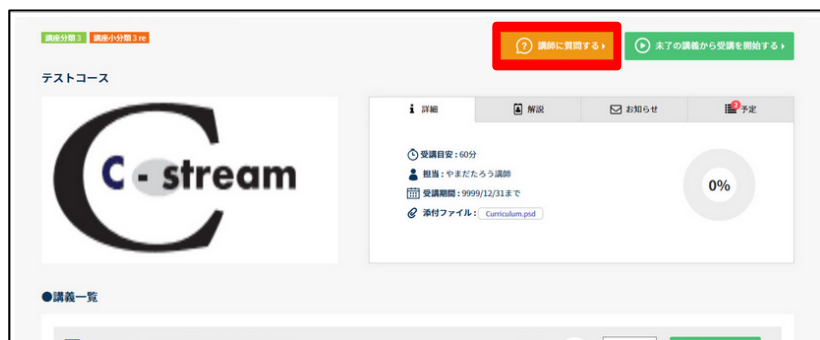 講座分類3 講座小分類3 re
講師に質問する 未了の講義から受講を開始する
テストコース
C - stream
詳細 解説 お知らせ 3 予定
受講目安：60分
担当：やまだたろう講師
受講期間：9999/12/31まで
添付ファイル： Curriculum.psd
0%
●講義一覧